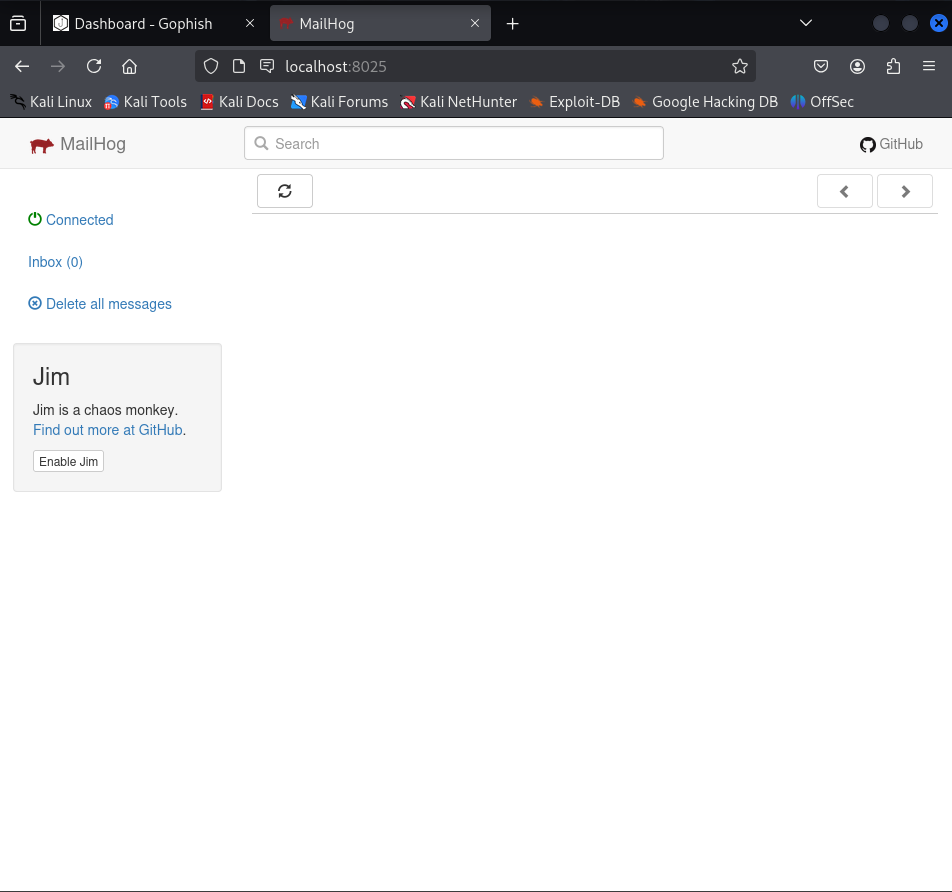 Dashboard - Gophish
MailHog
localhost:8025
Kali Linux Kali Tools Kali Docs Kali Forums Kali NetHunter Exploit-DB Google Hacking DB OffSec
MailHog Search GitHub
Connected
Inbox (0)
Delete all messages
Jim
Jim is a chaos monkey.
Find out more at GitHub.
Enable Jim